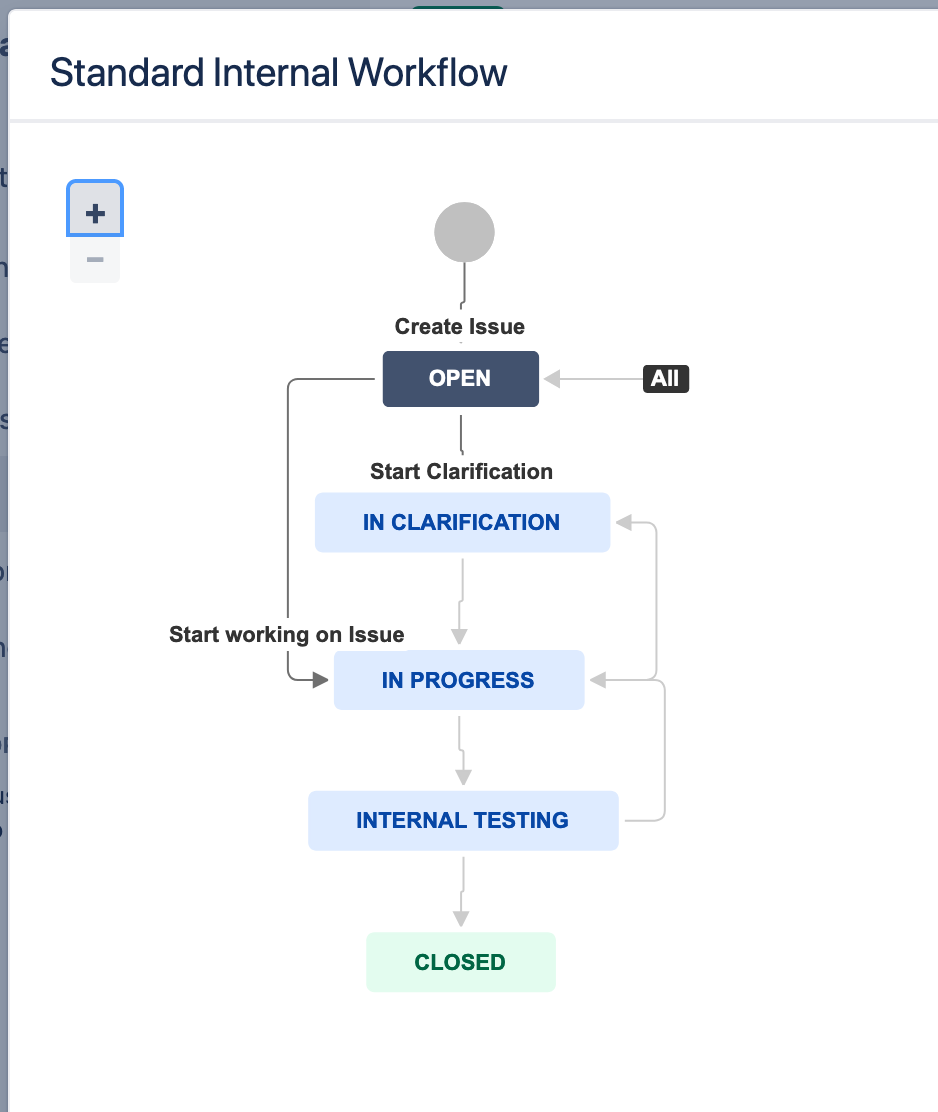 Standard Internal Workflow
+
−
Create Issue
OPEN
All
Start Clarification
IN CLARIFICATION
Start working on Issue
IN PROGRESS
INTERNAL TESTING
CLOSED